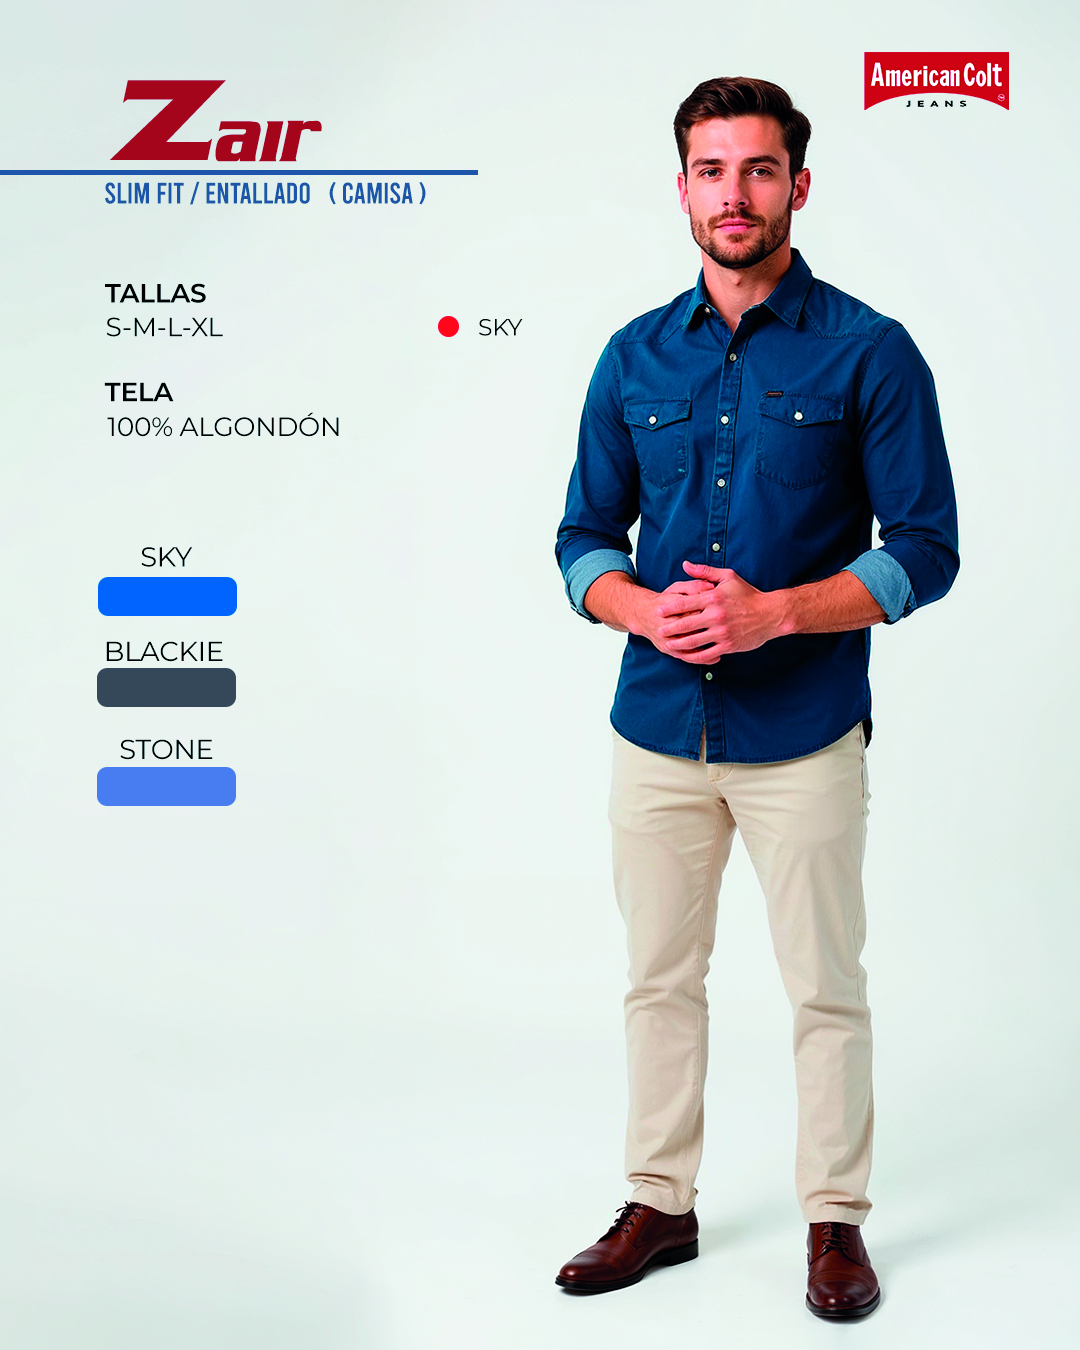 American Colt
JEANS
Zair
SLIM FIT / ENTALLADO ( CAMISA )
TALLAS
S-M-L-XL
SKY
TELA
100% ALGONDÓN
SKY
BLACKIE
STONE